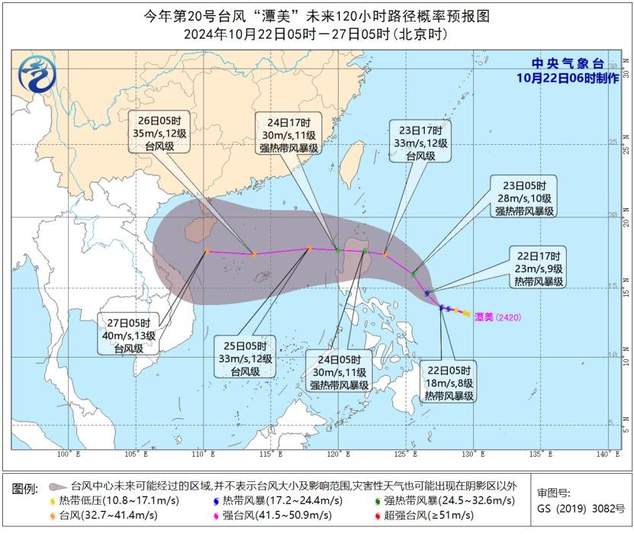 今年第20号台风“潭美”未来120小时路径概率预报图
2024年10月22日05时－27日05时(北京时)
中央气象台
10月22日06时制作
26日05时
35m/s,12级
台风级
24日17时
30m/s,11级
强热带风暴级
23日17时
33m/s,12级
台风级
23日05时
28m/s,10级
强热带风暴级
22日17时
23m/s,9级
热带风暴级
潭美(2420)
27日05时
40m/s,13级
台风级
25日05时
33m/s,12级
台风级
24日05时
30m/s,11级
强热带风暴级
22日05时
18m/s,8级
热带风暴级
30°N
25°N
20°N
15°N
10°N
5°N
100°E
105°E
110°E
115°E
120°E
125°E
130°E
135°E
140°E
图例:
台风中心未来可能经过的区域,并不表示台风大小及影响范围,灾害性天气也可能出现在阴影区以外
热带低压(10.8~17.1m/s)
热带风暴(17.2~24.4m/s)
强热带风暴(24.5~32.6m/s)
台风(32.7~41.4m/s)
强台风(41.5~50.9m/s)
超强台风(≥51m/s)
审图号:
GS (2019) 3082号